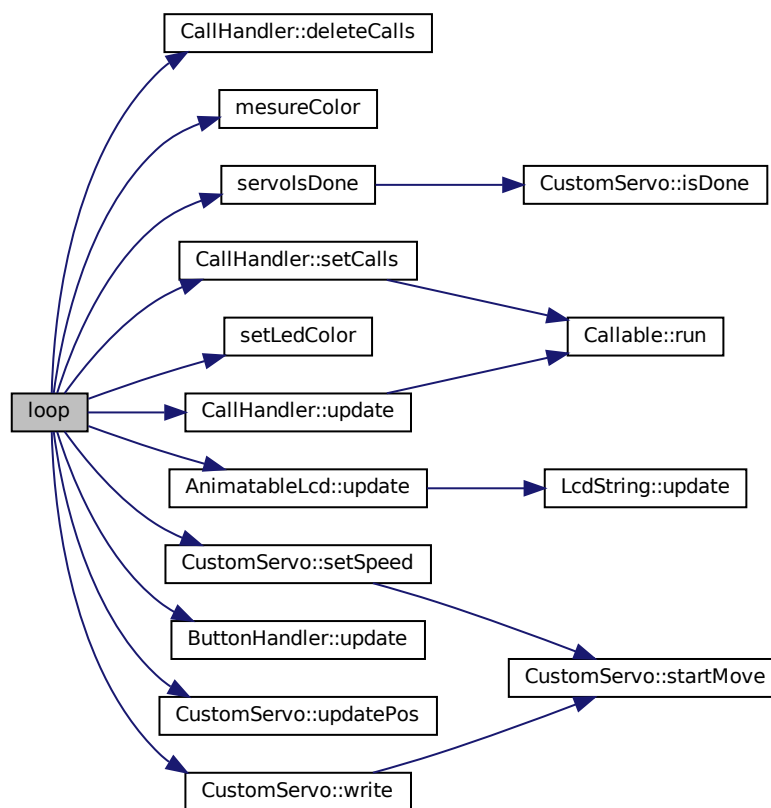 CallHandler::deleteCalls
mesureColor
servoIsDone
CustomServo::isDone
CallHandler::setCalls
setLedColor
Callable::run
loop
CallHandler::update
AnimatableLcd::update
LcdString::update
CustomServo::setSpeed
ButtonHandler::update
CustomServo::startMove
CustomServo::updatePos
CustomServo::write